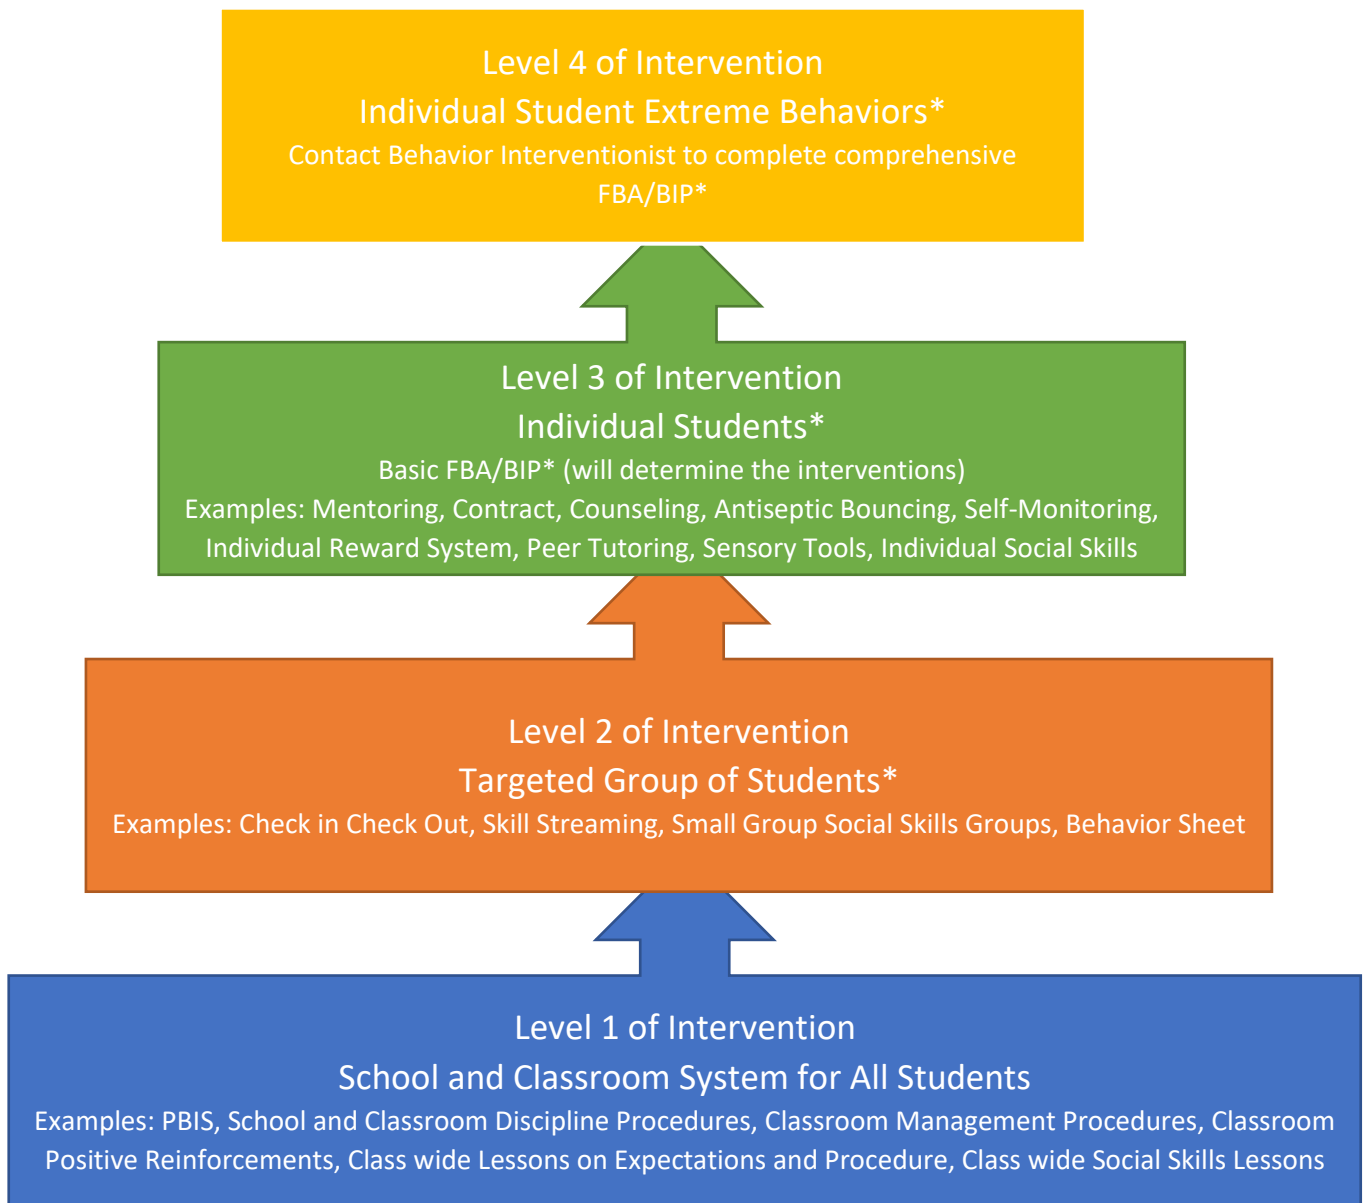 Level 4 of Intervention
Individual Student Extreme Behaviors*
Contact Behavior Interventionist to complete comprehensive
FBA/BIP*
Level 3 of Intervention
Individual Students*
Basic FBA/BIP* (will determine the interventions)
Examples: Mentoring, Contract, Counseling, Antiseptic Bouncing, Self-Monitoring,
Individual Reward System, Peer Tutoring, Sensory Tools, Individual Social Skills
Level 2 of Intervention
Targeted Group of Students*
Examples: Check in Check Out, Skill Streaming, Small Group Social Skills Groups, Behavior Sheet
Level 1 of Intervention
School and Classroom System for All Students
Examples: PBIS, School and Classroom Discipline Procedures, Classroom Management Procedures, Classroom
Positive Reinforcements, Class wide Lessons on Expectations and Procedure, Class wide Social Skills Lessons